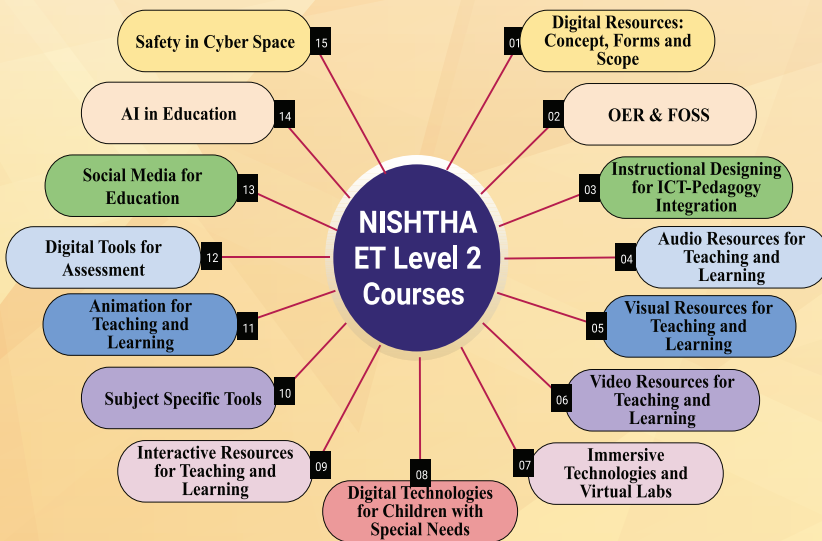 NISHTHA
ET Level 2
Courses
01
Digital Resources:
Concept, Forms and
Scope
02
OER & FOSS
03
Instructional Designing
for ICT-Pedagogy
Integration
04
Audio Resources for
Teaching and
Learning
05
Visual Resources for
Teaching and
Learning
06
Video Resources for
Teaching and
Learning
07
Immersive
Technologies and
Virtual Labs
08
Digital Technologies
for Children with
Special Needs
09
Interactive Resources
for Teaching and
Learning
10
Subject Specific Tools
11
Animation for
Teaching and
Learning
12
Digital Tools for
Assessment
13
Social Media for
Education
14
AI in Education
15
Safety in Cyber Space